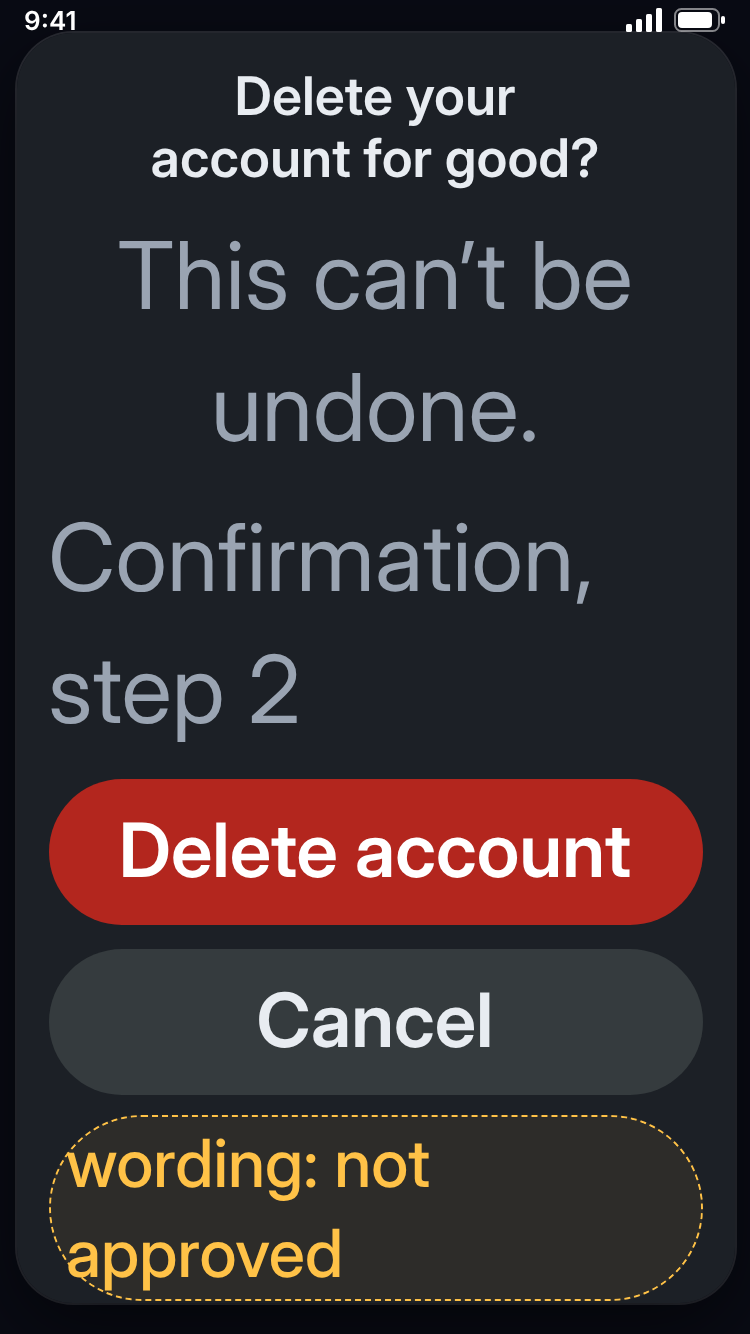 9:41
Delete your
account for good?
This can’t be
undone.
Confirmation,
step 2
Delete account
Cancel
wording: not
approved